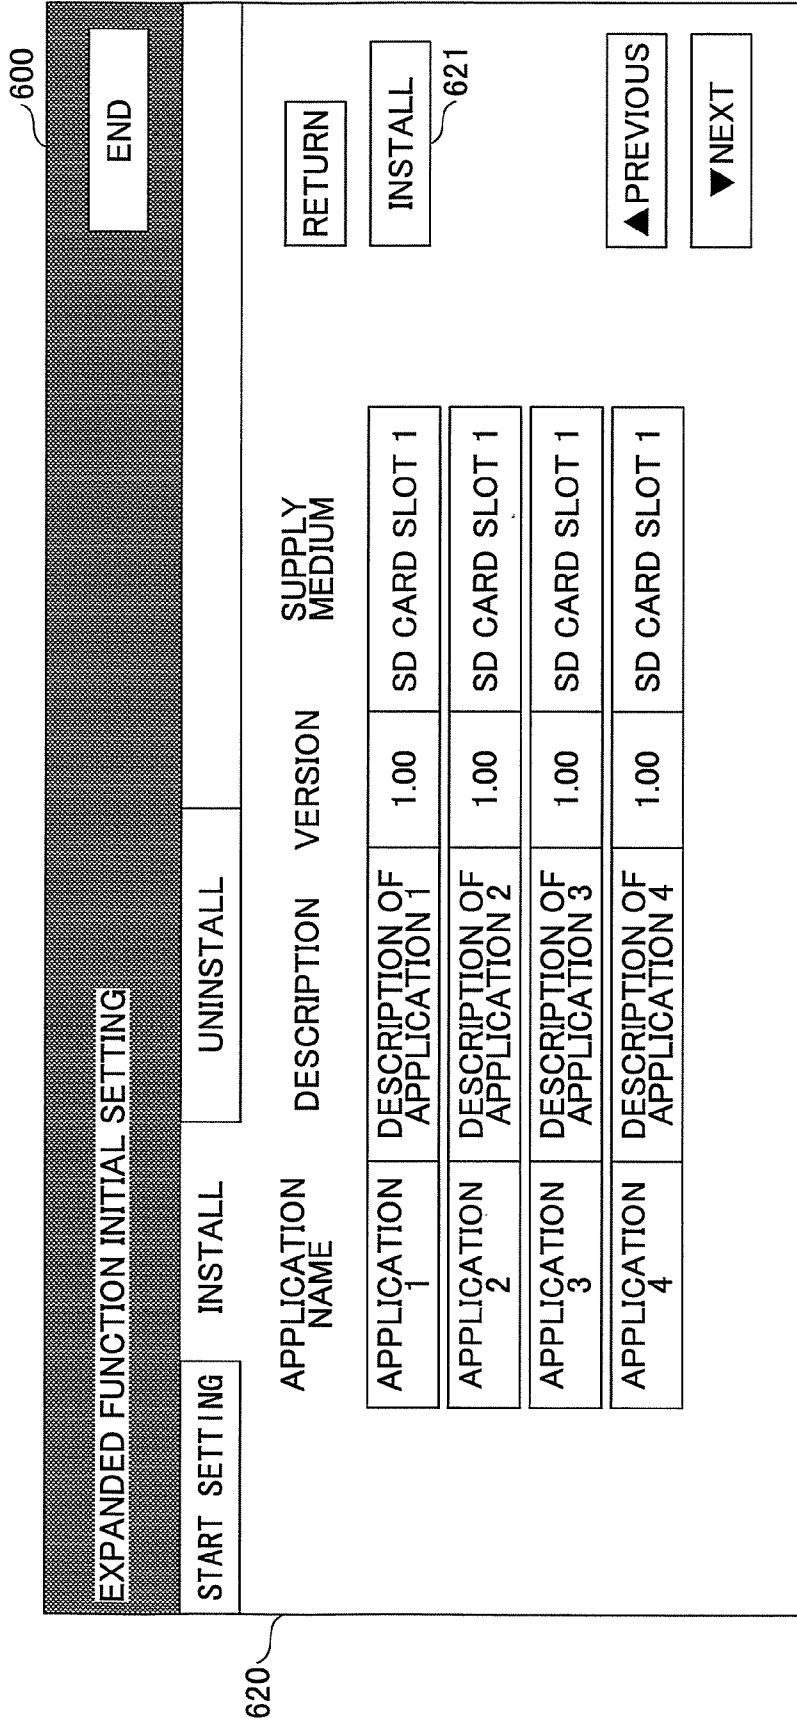 600
EXPANDED FUNCTION INITIAL SETTING
END
START SETTING
INSTALL
UNINSTALL
620
APPLICATION
NAME
DESCRIPTION
VERSION
SUPPLY
MEDIUM
RETURN
APPLICATION
1
DESCRIPTION OF
APPLICATION 1
1.00
SD CARD SLOT 1
INSTALL
621
APPLICATION
2
DESCRIPTION OF
APPLICATION 2
1.00
SD CARD SLOT 1
APPLICATION
3
DESCRIPTION OF
APPLICATION 3
1.00
SD CARD SLOT 1
APPLICATION
4
DESCRIPTION OF
APPLICATION 4
1.00
SD CARD SLOT 1
▲PREVIOUS
▼NEXT